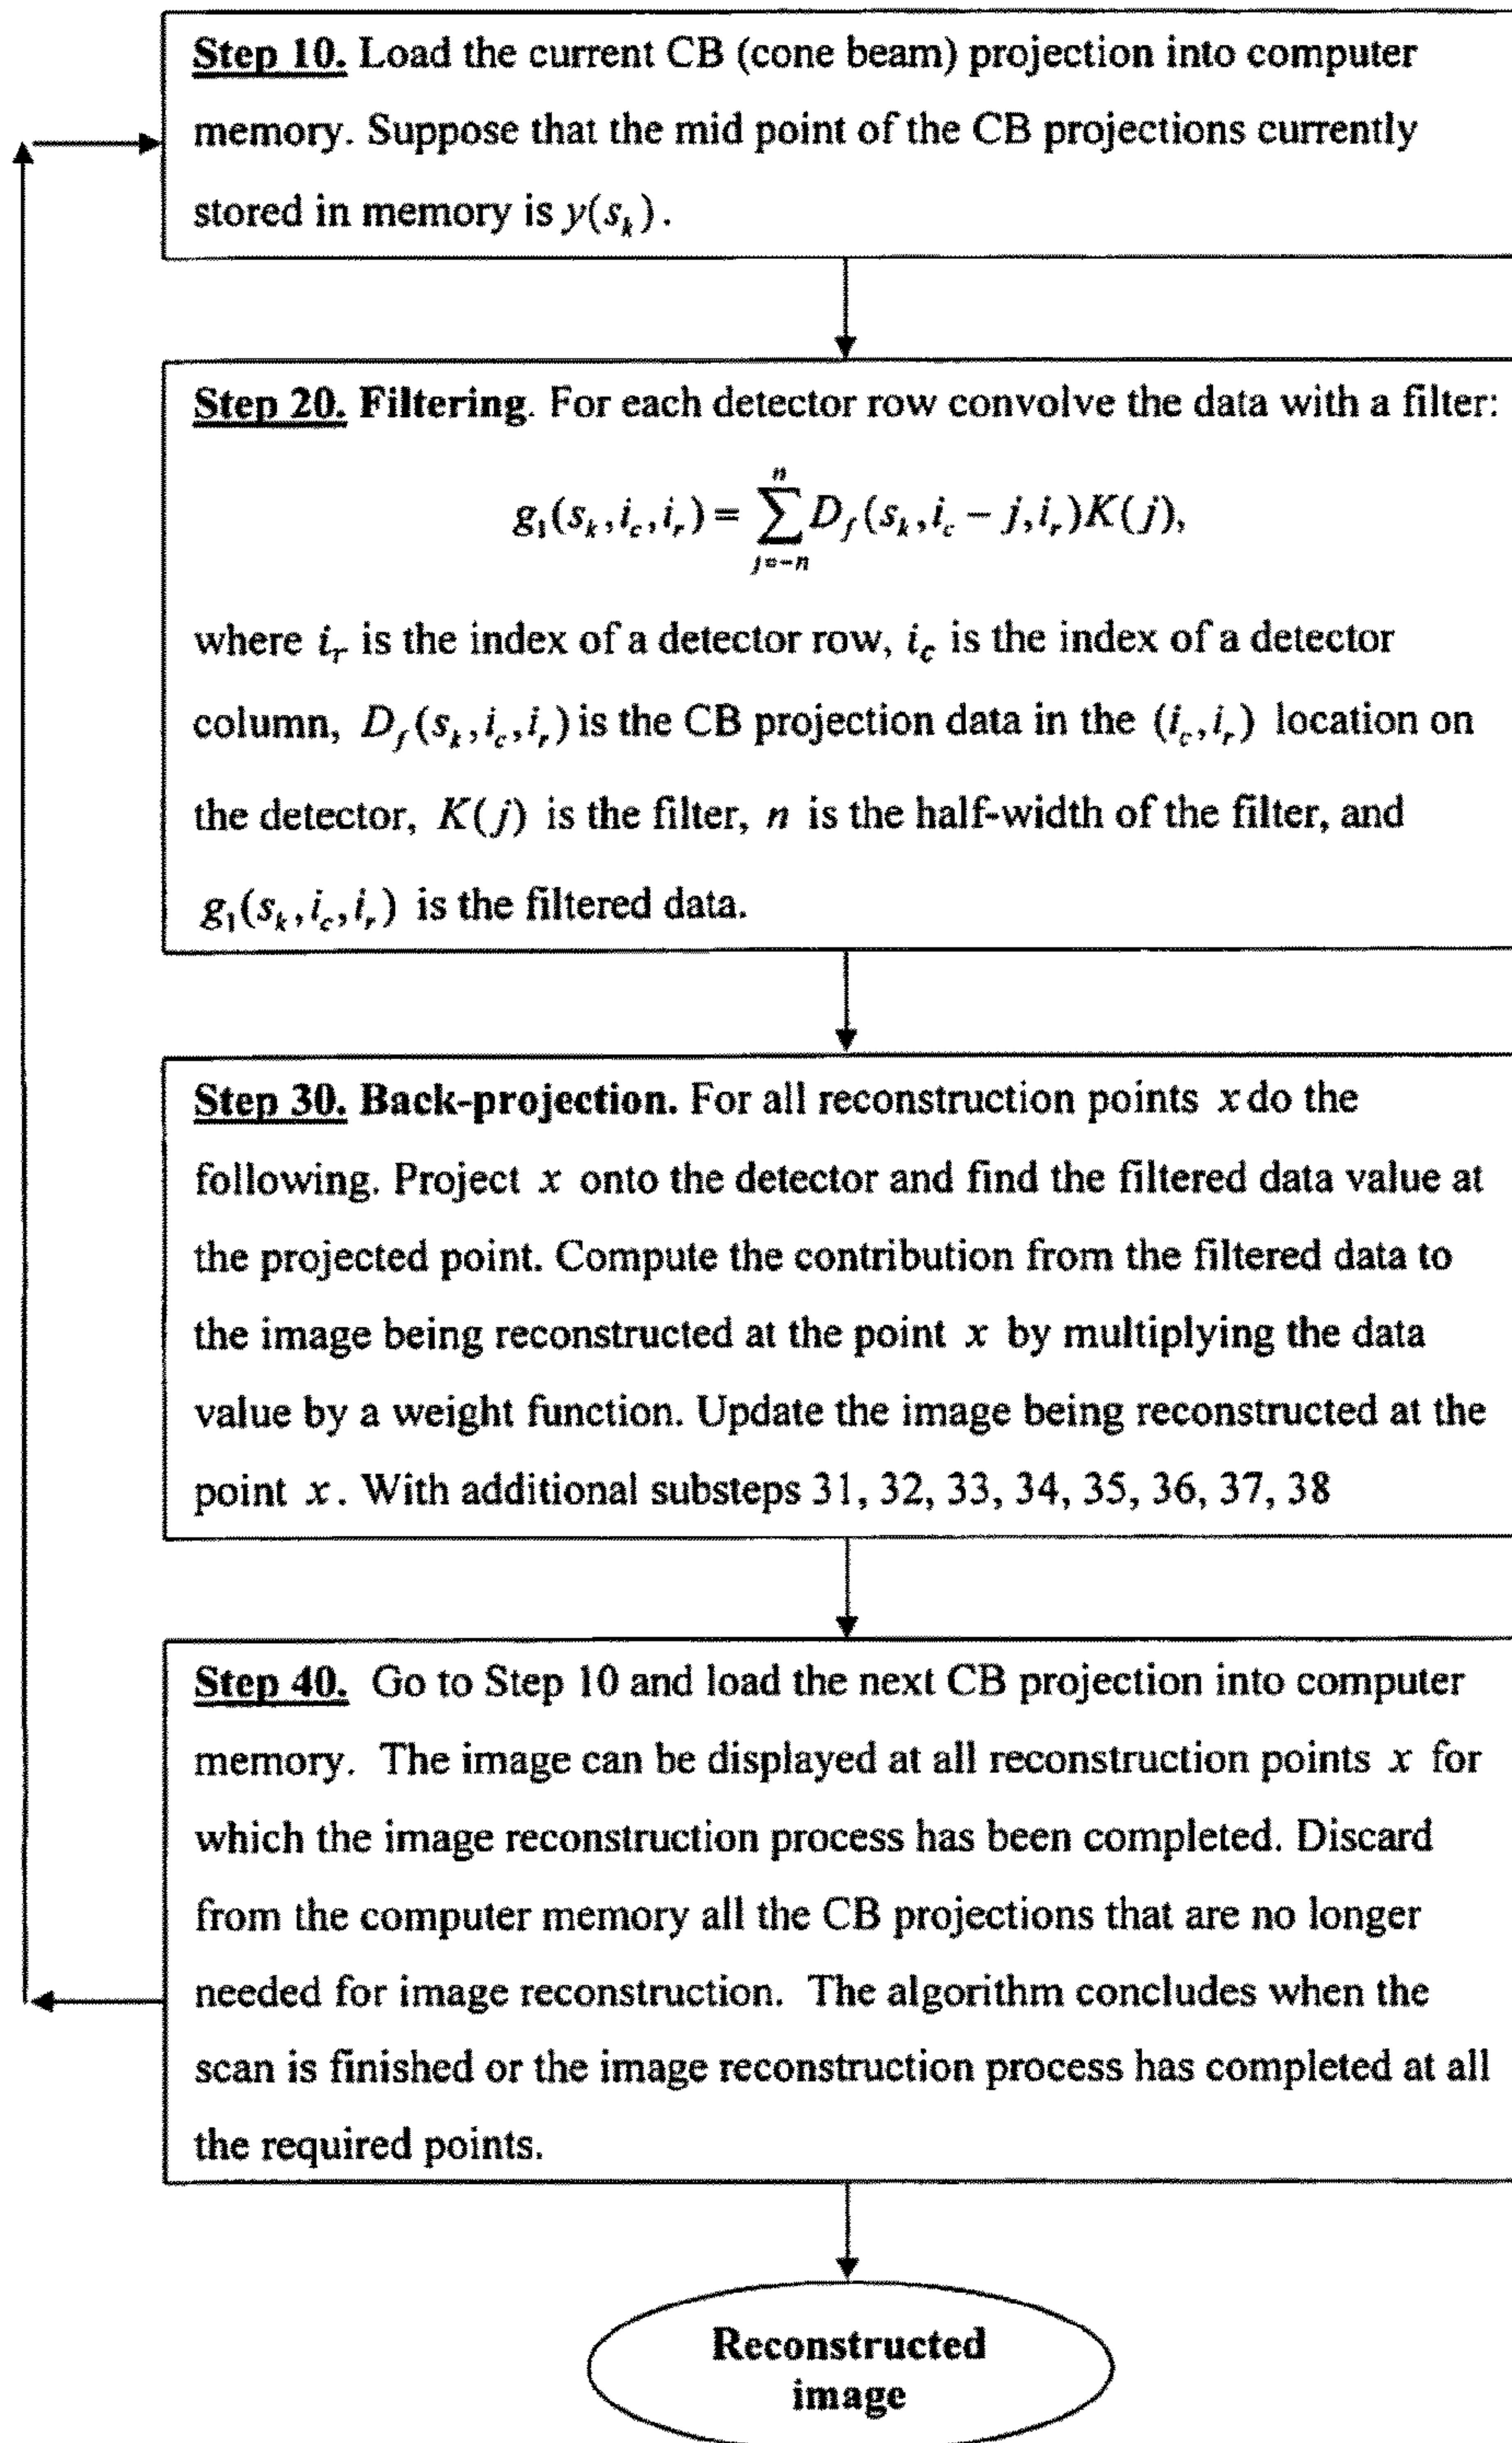 Step 10. Load the current CB (cone beam) projection into computer
memory. Suppose that the mid point of the CB projections currently
stored in memory is y(s_k).
Step 20. Filtering. For each detector row convolve the data with a filter:
g_1(s_k, i_c, i_r) = ∑_{j=-n}^{n} D_f(s_k, i_c − j, i_r)K(j),
where i_r is the index of a detector row, i_c is the index of a detector
column, D_f(s_k, i_c, i_r) is the CB projection data in the (i_c, i_r) location on
the detector, K(j) is the filter, n is the half-width of the filter, and
g_1(s_k, i_c, i_r) is the filtered data.
Step 30. Back-projection. For all reconstruction points x do the
following. Project x onto the detector and find the filtered data value at
the projected point. Compute the contribution from the filtered data to
the image being reconstructed at the point x by multiplying the data
value by a weight function. Update the image being reconstructed at the
point x. With additional substeps 31, 32, 33, 34, 35, 36, 37, 38
Step 40. Go to Step 10 and load the next CB projection into computer
memory. The image can be displayed at all reconstruction points x for
which the image reconstruction process has been completed. Discard
from the computer memory all the CB projections that are no longer
needed for image reconstruction. The algorithm concludes when the
scan is finished or the image reconstruction process has completed at all
the required points.
Reconstructed
image